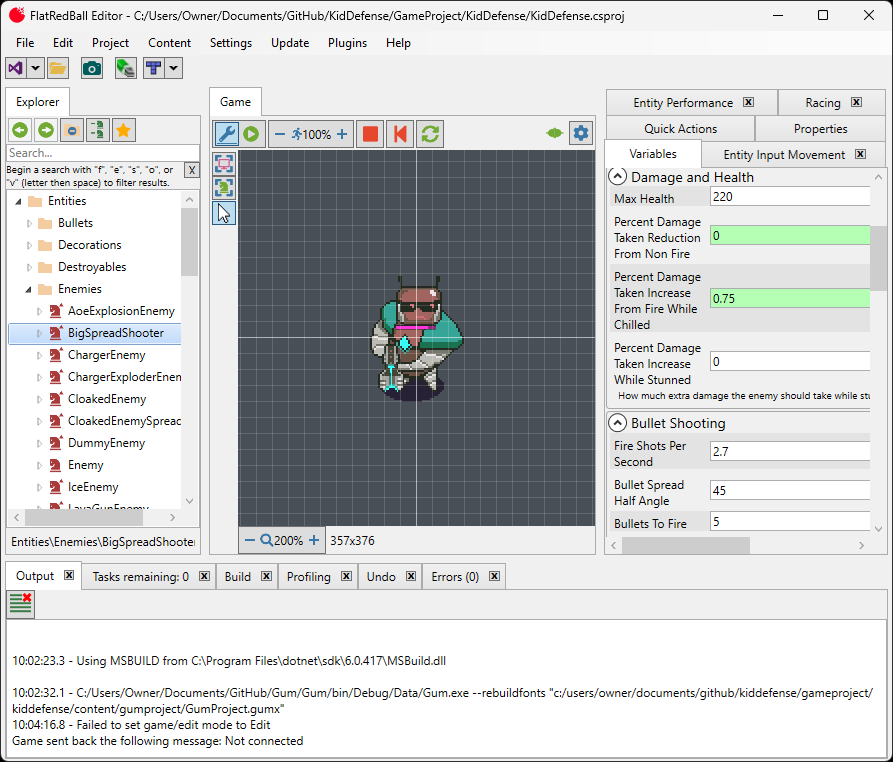 FlatRedBall Editor - C:/Users/Owner/Documents/GitHub/KidDefense/GameProject/KidDefense/KidDefense.csproj
File Edit Project Content Settings Update Plugins Help
Explorer
Search...
Begin a search with "f", "e", "s", "o", or
"v" (letter then space) to filter results.
X
Entities
Bullets
Decorations
Destroyables
Enemies
AoeExplosionEnemy
BigSpreadShooter
ChargerEnemy
ChargerExploderEnem
CloakedEnemy
CloakedEnemySpread
DummyEnemy
Enemy
IceEnemy
LavaGunEnemy
Entities\Enemies\BigSpreadShooter
Game
100%
200%
357x376
Entity Performance
Racing
Quick Actions
Properties
Variables
Entity Input Movement
Damage and Health
Max Health
220
Percent Damage
Taken Reduction
From Non Fire
0
Percent Damage
Taken Increase
From Fire While
Chilled
0.75
Percent Damage
Taken Increase
While Stunned
0
How much extra damage the enemy should take while stu
Bullet Shooting
Fire Shots Per
Second
2.7
Bullet Spread
Half Angle
45
Bullets To Fire
5
Output
Tasks remaining: 0
Build
Profiling
Undo
Errors (0)
10:02:23.3 - Using MSBUILD from C:\Program Files\dotnet\sdk\6.0.417\MSBuild.dll
10:02:32.1 - C:/Users/Owner/Documents/GitHub/Gum/Gum/bin/Debug/Data/Gum.exe --rebuildfonts "c:/users/owner/documents/github/kiddefense/gameproject/
kiddefense/content/gumproject/GumProject.gumx"
10:04:16.8 - Failed to set game/edit mode to Edit
Game sent back the following message: Not connected